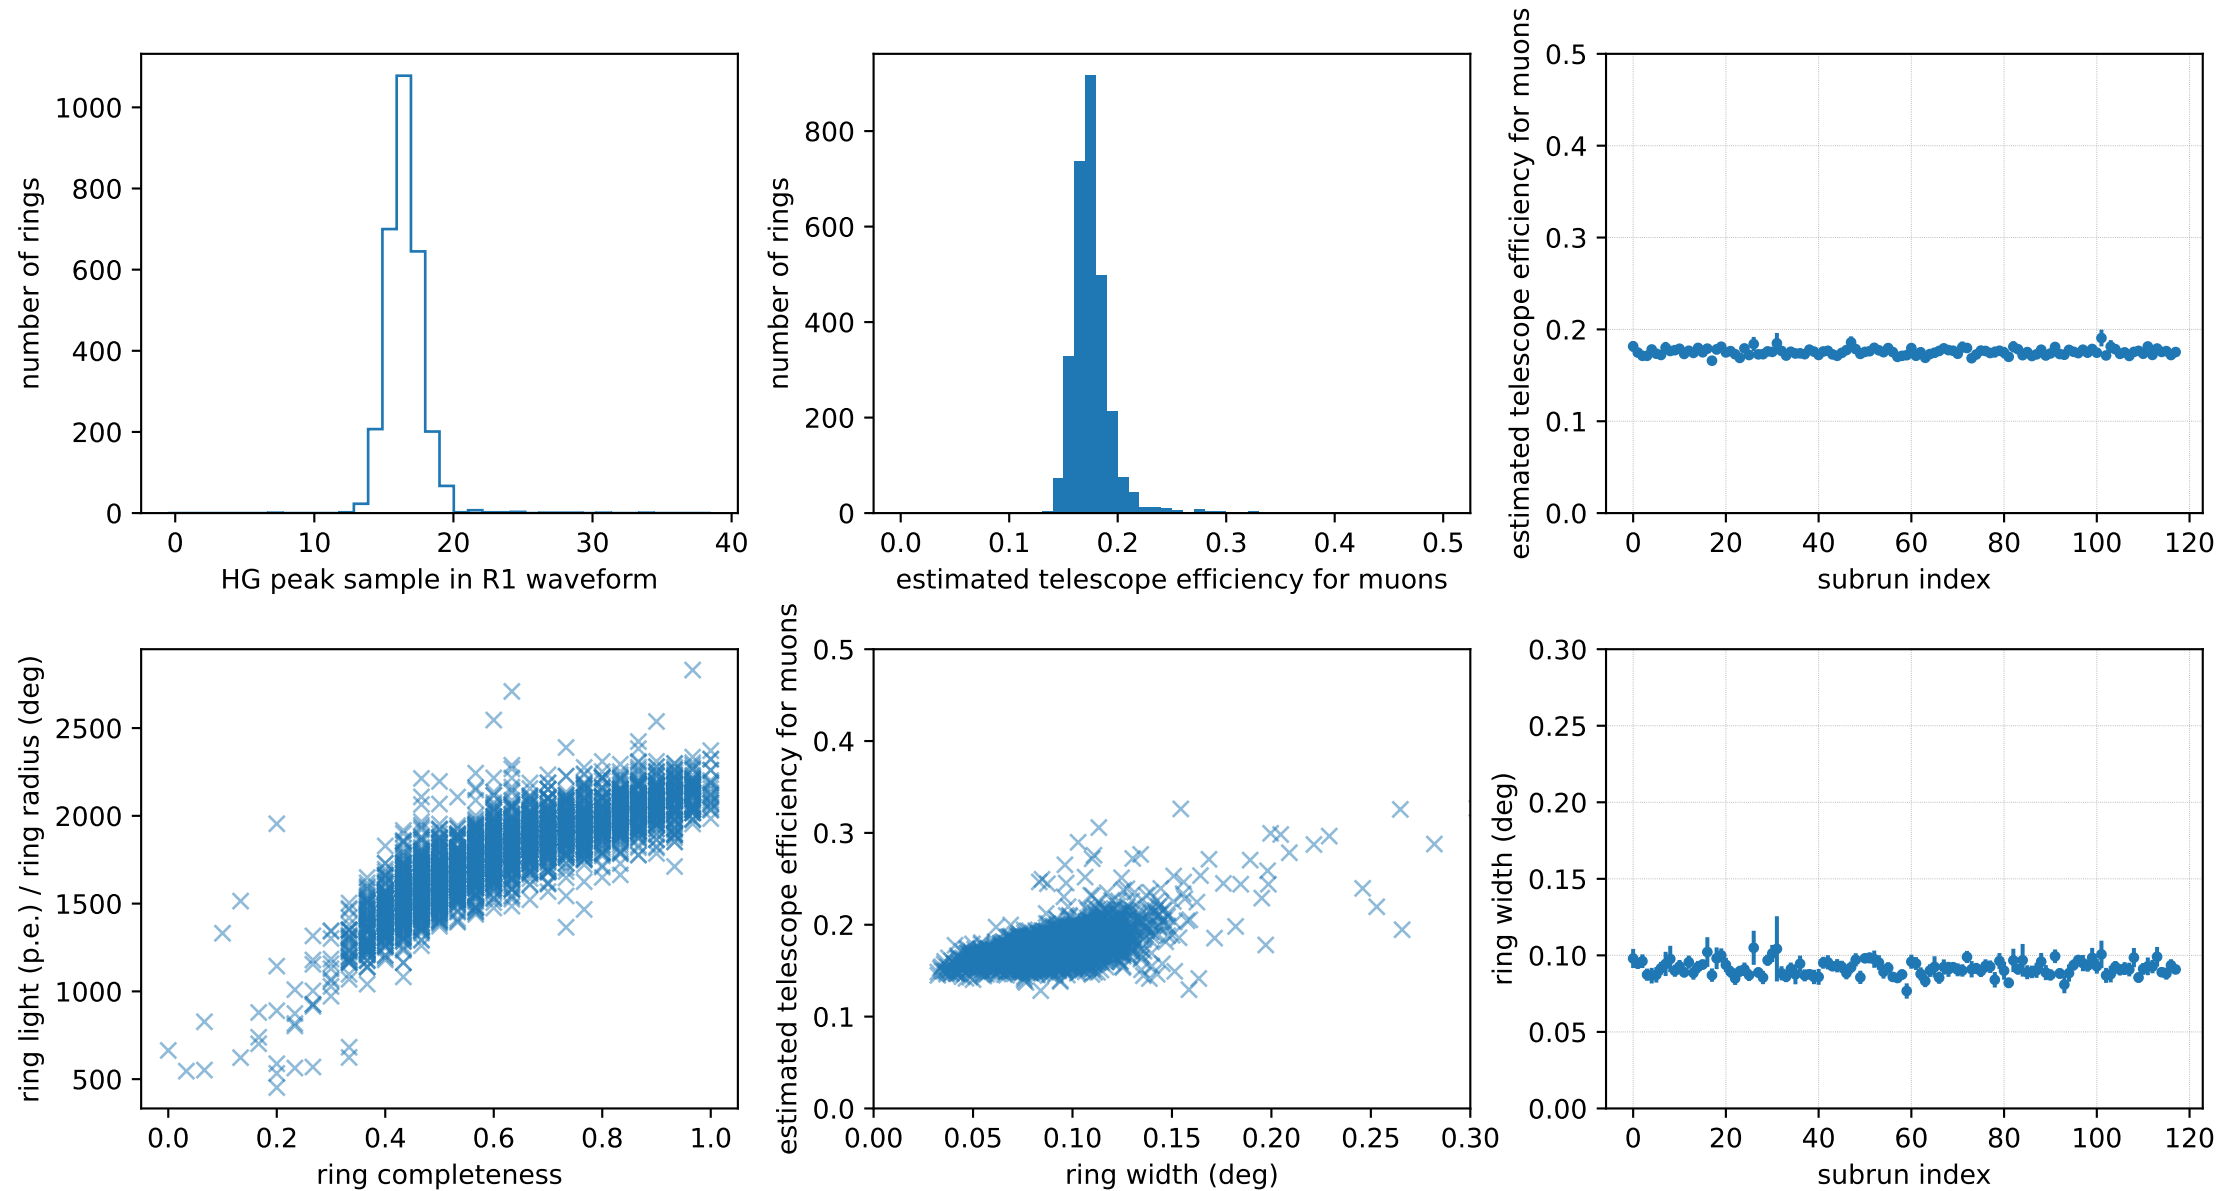 number of rings
1000
800
600
400
200
0
0 10 20 30 40
HG peak sample in R1 waveform
number of rings
800
600
400
200
0
0.0 0.1 0.2 0.3 0.4 0.5
estimated telescope efficiency for muons
estimated telescope efficiency for muons
0.5
0.4
0.3
0.2
0.1
0.0
0 20 40 60 80 100 120
subrun index
ring light (p.e.) / ring radius (deg)
2500
2000
1500
1000
500
0.0 0.2 0.4 0.6 0.8 1.0
ring completeness
estimated telescope efficiency for muons
0.5
0.4
0.3
0.2
0.1
0.0
0.00 0.05 0.10 0.15 0.20 0.25 0.30
ring width (deg)
ring width (deg)
0.30
0.25
0.20
0.15
0.10
0.05
0.00
0 20 40 60 80 100 120
subrun index